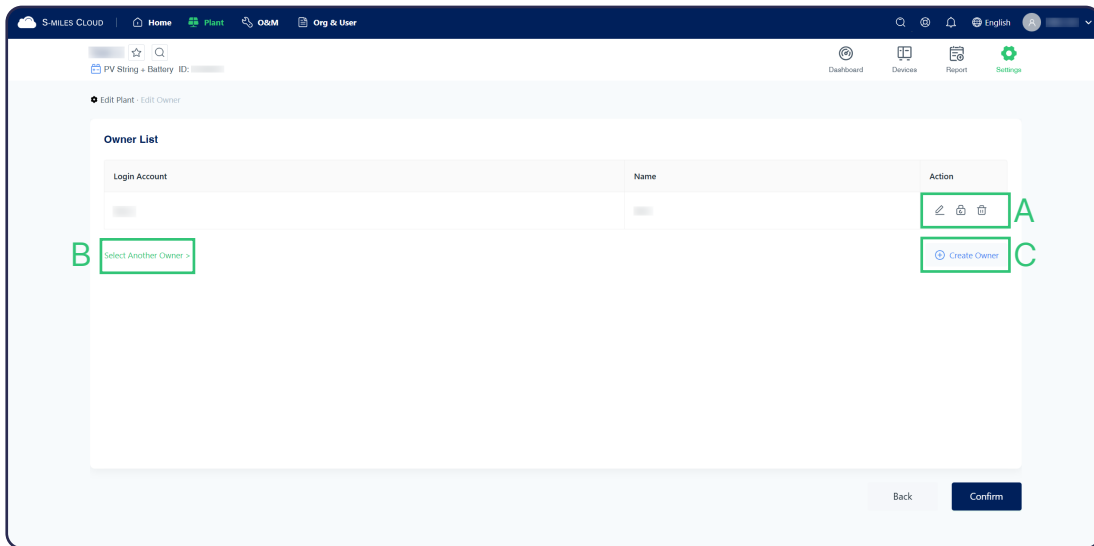 S-MILES CLOUD Home Plant O&M Org & User English
PV String + Battery ID:
Dashboard Devices Report Settings
Edit Plant · Edit Owner
Owner List
Login Account Name Action
A
B Select Another Owner > Create Owner C
Back Confirm